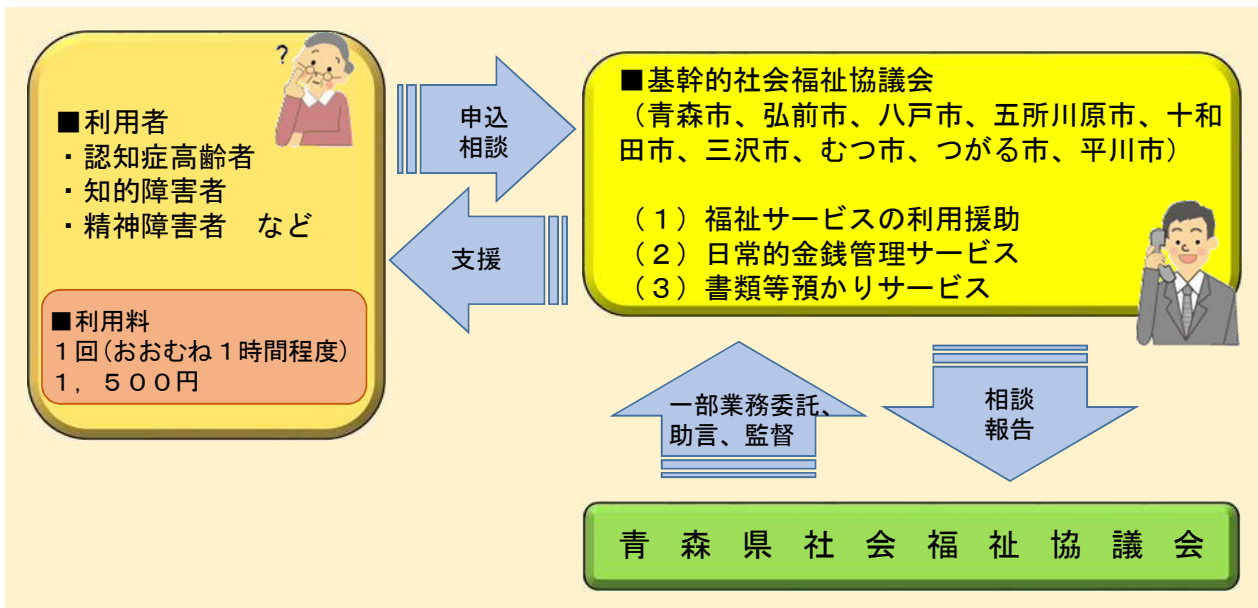 ?
■利用者
・認知症高齢者
・知的障害者
・精神障害者　など
■利用料
１回(おおむね１時間程度)
１，５００円
申込
相談
支援
■基幹的社会福祉協議会
（青森市、弘前市、八戸市、五所川原市、十和
田市、三沢市、むつ市、つがる市、平川市）
（１）福祉サービスの利用援助
（２）日常的金銭管理サービス
（３）書類等預かりサービス
一部業務委託、
助言、監督
相談
報告
青　森　県　社　会　福　祉　協　議　会